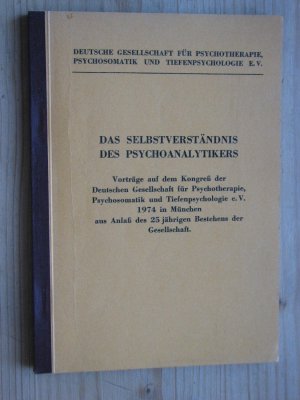 DEUTSCHE GESELLSCHAFT FÜR PSYCHOTHERAPIE,
PSYCHOSOMATIK UND TIEFENPSYCHOLOGIE E. V.
DAS SELBSTVERSTÄNDNIS
DES PSYCHOANALYTIKERS
Vorträge auf dem Kongreß der
Deutschen Gesellschaft für Psychotherapie,
Psychosomatik und Tiefenpsychologie e. V.
1974 in München
aus Anlaß des 25 jährigen Bestehens der
Gesellschaft.